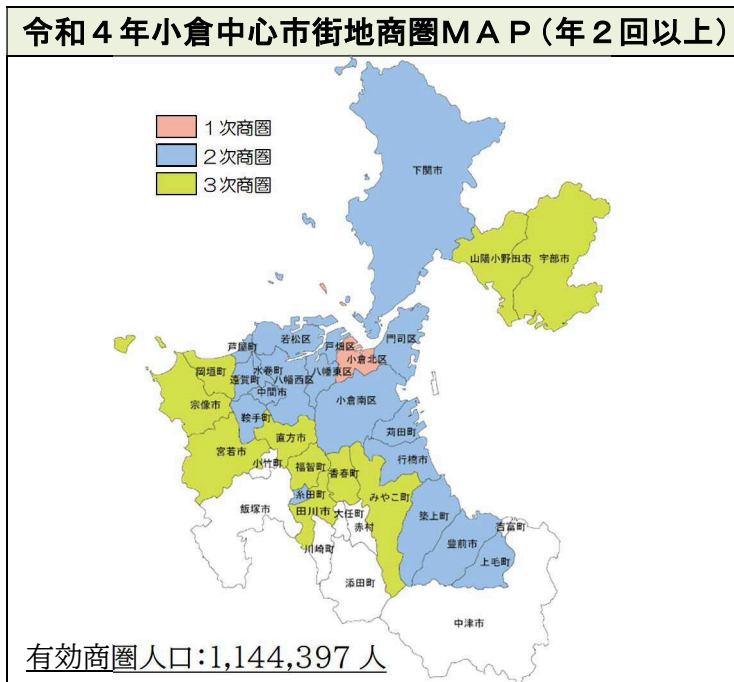 令和４年小倉中心市街地商圏ＭＡＰ（年２回以上）
１次商圏
２次商圏
３次商圏
下関市
山陽小野田市
宇部市
若松区
戸畑区
門司区
芦屋町
小倉北区
岡垣町
水巻町
遠賀町
八幡西区
八幡東区
中間市
宗像市
小倉南区
鞍手町
苅田町
直方市
宮若市
行橋市
小竹町
福智町
香春町
糸田町
みやこ町
飯塚市
田川市
大任町
築上町
吉富町
赤村
豊前市
川崎町
上毛町
添田町
中津市
有効商圏人口：1,144,397 人